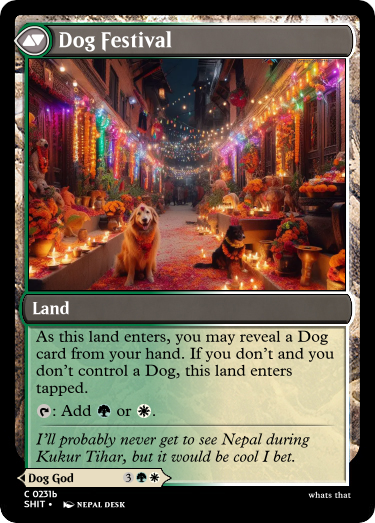 Dog Festival
Land
As this land enters, you may reveal a Dog
card from your hand. If you don't and you
don't control a Dog, this land enters
tapped.
: Add or .
I'll probably never get to see Nepal during
Kukur Tihar, but it would be cool I bet.
Dog God 3
C 0231b
SHIT • NEPAL DESK
whats that